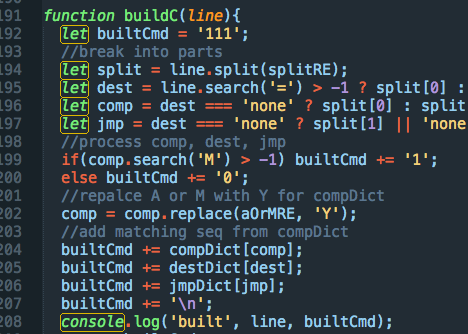 191 function buildC(line){
192 let builtCmd = '111';
193 //break into parts
194 let split = line.split(splitRE);
195 let dest = line.search('=') > -1 ? split[0] :
196 let comp = dest === 'none' ? split[0] : split
197 let jmp = dest === 'none' ? split[1] || 'none
198 //process comp, dest, jmp
199 if(comp.search('M') > -1) builtCmd += '1';
200 else builtCmd += '0';
201 //repalce A or M with Y for compDict
202 comp = comp.replace(aOrMRE, 'Y');
203 //add matching seq from compDict
204 builtCmd += compDict[comp];
205 builtCmd += destDict[dest];
206 builtCmd += jmpDict[jmp];
207 builtCmd += '\n';
208 console.log('built', line, builtCmd);